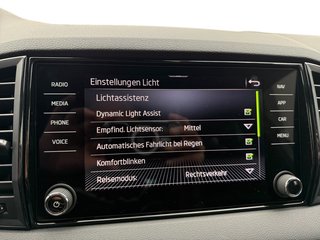 Einstellungen Licht
RADIO
MEDIA
PHONE
VOICE
Lichtassistenz
Dynamic Light Assist
Empfind. Lichtsensor: Mittel
Automatisches Fahrlicht bei Regen
Komfortblinken
Reisemodus: Rechtsverkehr
NAV
APP
CAR
MENU